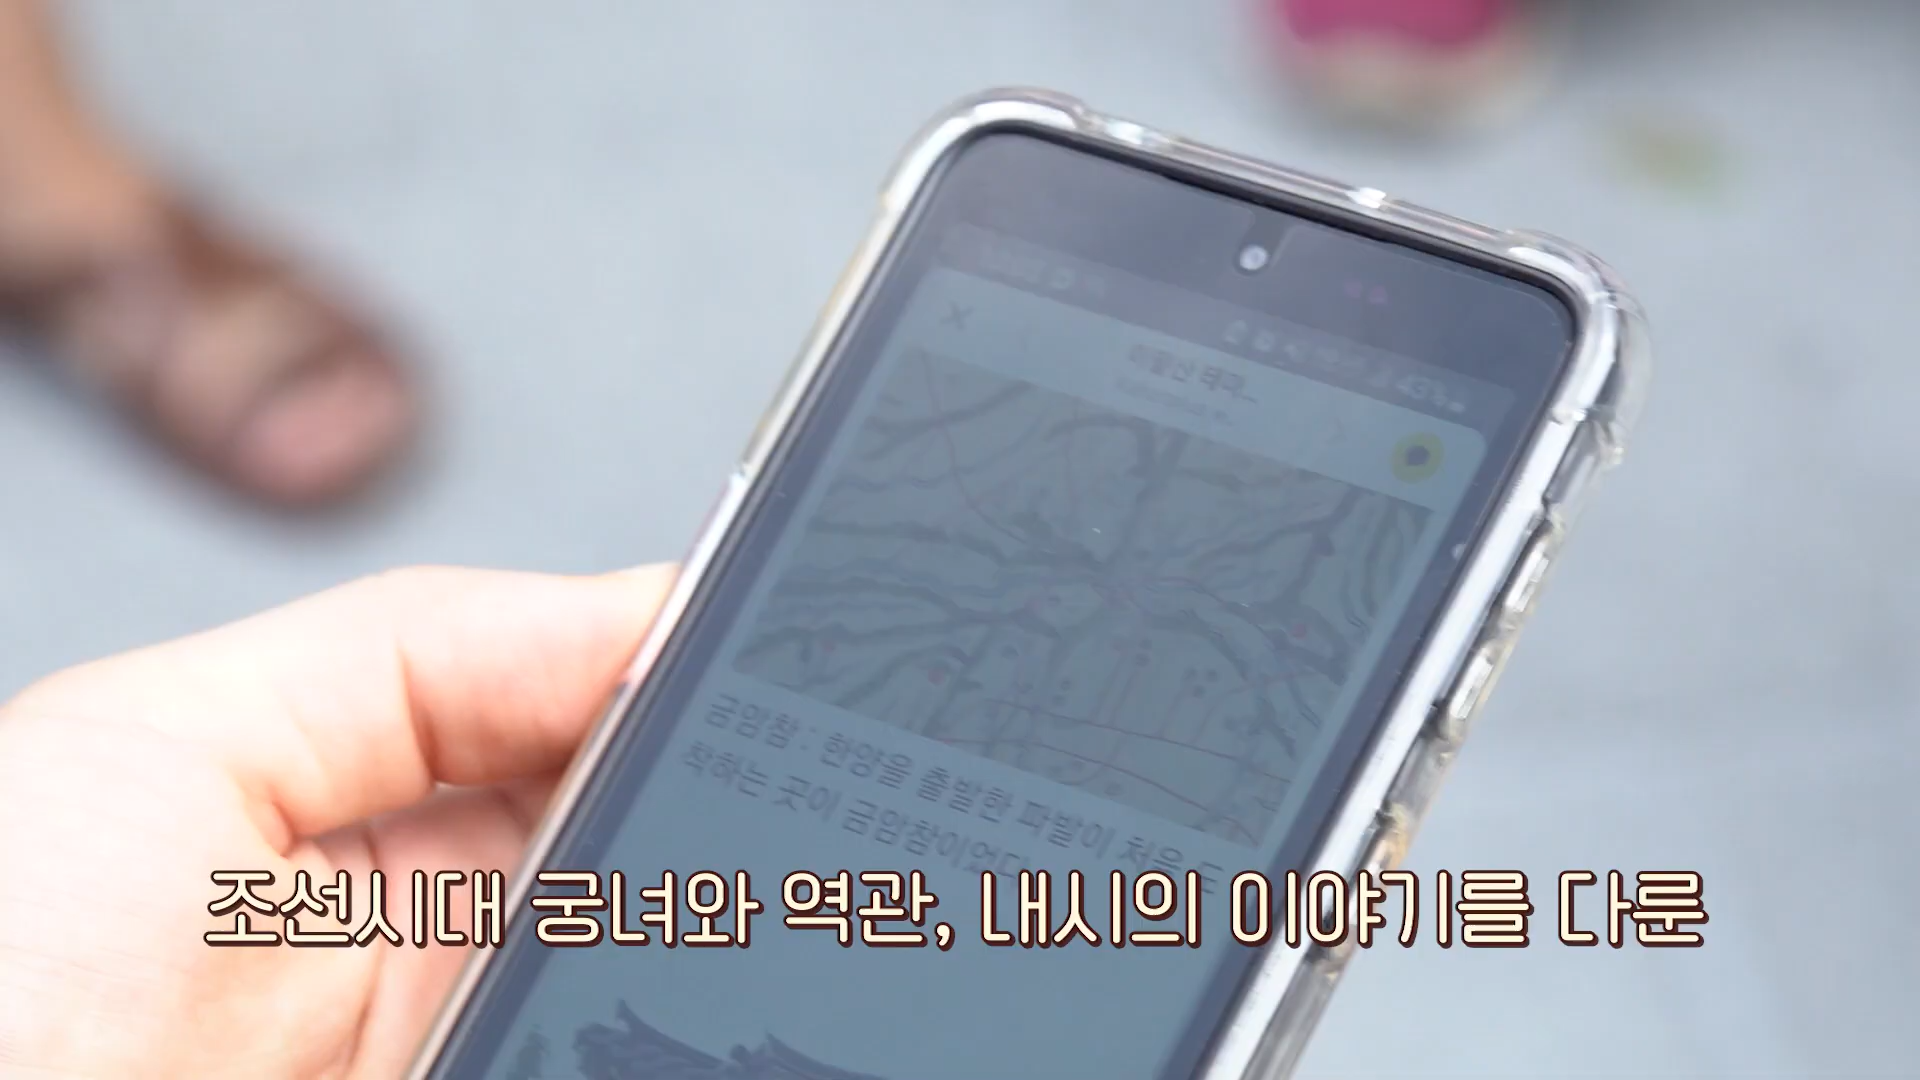 금암참 : 한양을 출발한 파발이 처음 도
착하는 곳이 금암참이었다
조선시대 궁녀와 역관, 내시의 이야기를 다룬